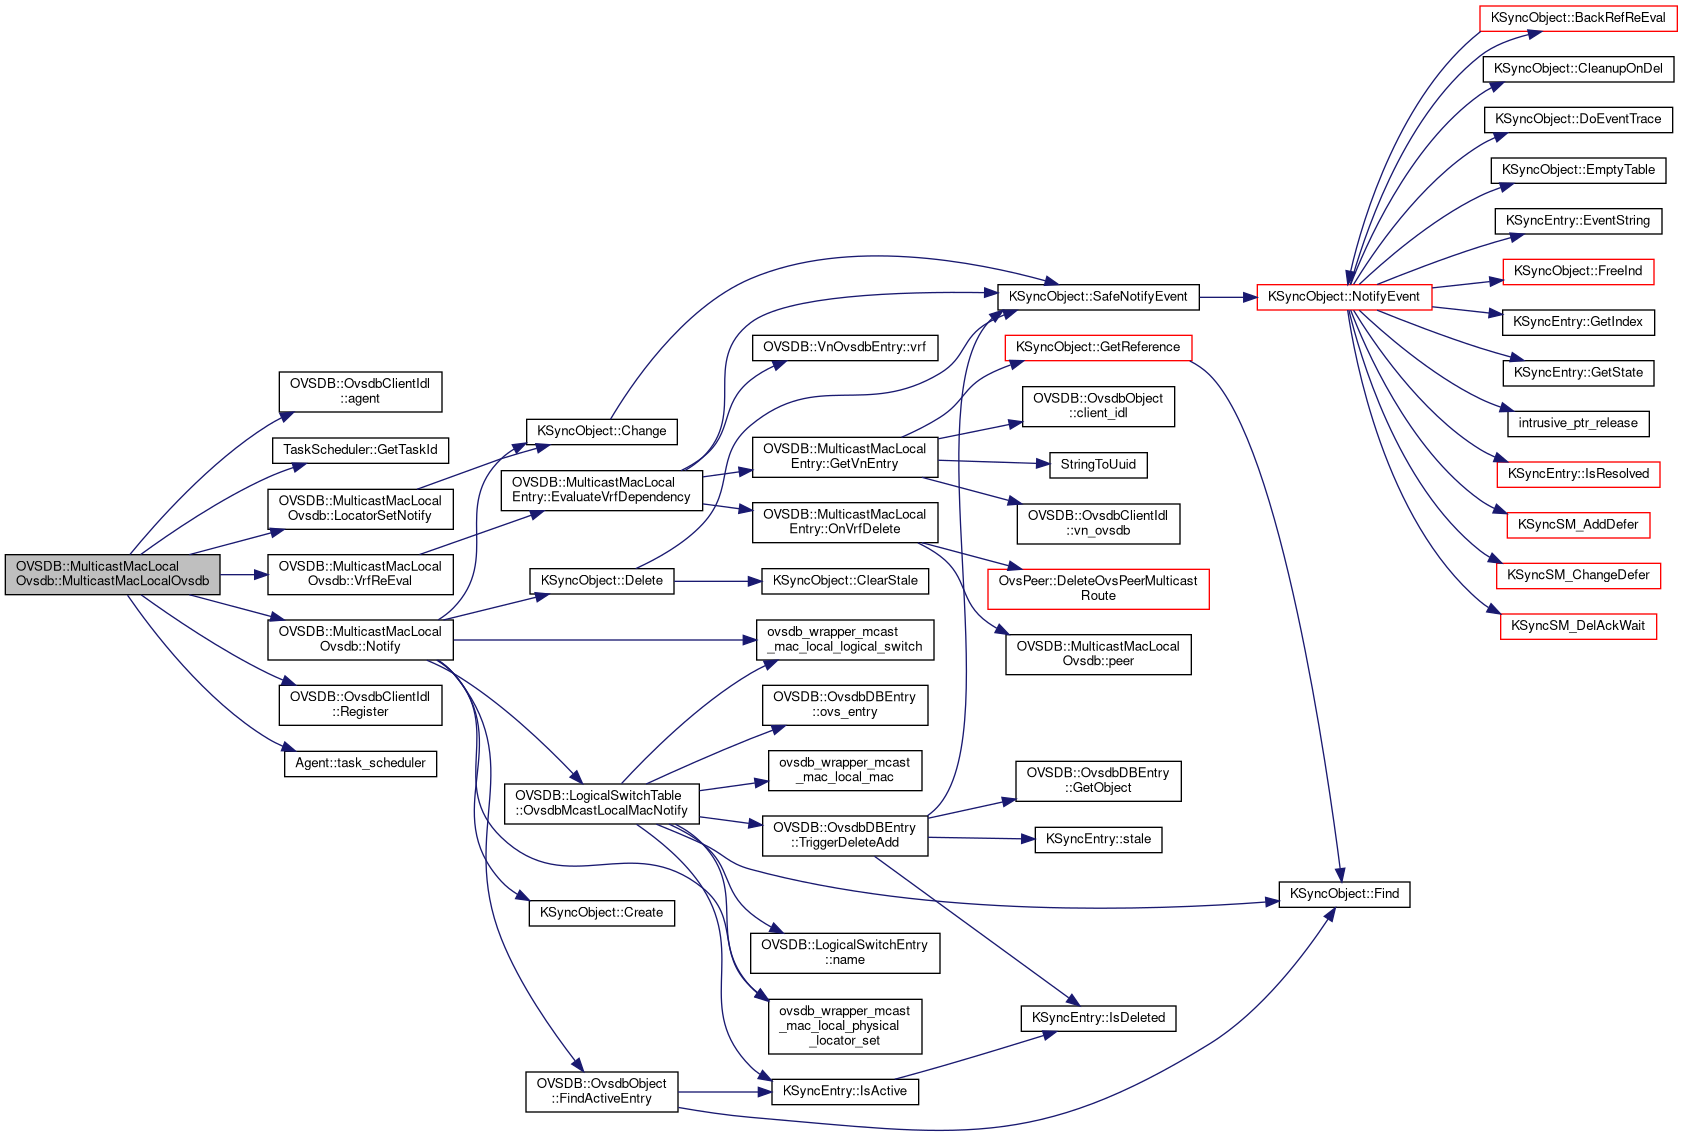 OVSDB::MulticastMacLocal
Ovsdb::MulticastMacLocalOvsdb
OVSDB::OvsdbClientIdl
::agent
TaskScheduler::GetTaskId
OVSDB::MulticastMacLocal
Ovsdb::LocatorSetNotify
OVSDB::MulticastMacLocal
Ovsdb::VrfReEval
OVSDB::MulticastMacLocal
Ovsdb::Notify
OVSDB::OvsdbClientIdl
::Register
Agent::task_scheduler
KSyncObject::Change
OVSDB::MulticastMacLocal
Entry::EvaluateVrfDependency
KSyncObject::Delete
OVSDB::LogicalSwitchTable
::OvsdbMcastLocalMacNotify
KSyncObject::Create
OVSDB::OvsdbObject
::FindActiveEntry
OVSDB::VnOvsdbEntry::vrf
OVSDB::MulticastMacLocal
Entry::GetVnEntry
OVSDB::MulticastMacLocal
Entry::OnVrfDelete
KSyncObject::ClearStale
ovsdb_wrapper_mcast
_mac_local_logical_switch
OVSDB::OvsdbDBEntry
::ovs_entry
ovsdb_wrapper_mcast
_mac_local_mac
OVSDB::OvsdbDBEntry
::TriggerDeleteAdd
OVSDB::LogicalSwitchEntry
::name
ovsdb_wrapper_mcast
_mac_local_physical
_locator_set
KSyncEntry::IsActive
KSyncObject::SafeNotifyEvent
KSyncObject::GetReference
OVSDB::OvsdbObject
::client_idl
StringToUuid
OVSDB::OvsdbClientIdl
::vn_ovsdb
OvsPeer::DeleteOvsPeerMulticast
Route
OVSDB::MulticastMacLocal
Ovsdb::peer
OVSDB::OvsdbDBEntry
::GetObject
KSyncEntry::stale
KSyncEntry::IsDeleted
KSyncObject::NotifyEvent
KSyncObject::Find
KSyncObject::BackRefReEval
KSyncObject::CleanupOnDel
KSyncObject::DoEventTrace
KSyncObject::EmptyTable
KSyncEntry::EventString
KSyncObject::FreeInd
KSyncEntry::GetIndex
KSyncEntry::GetState
intrusive_ptr_release
KSyncEntry::IsResolved
KSyncSM_AddDefer
KSyncSM_ChangeDefer
KSyncSM_DelAckWait